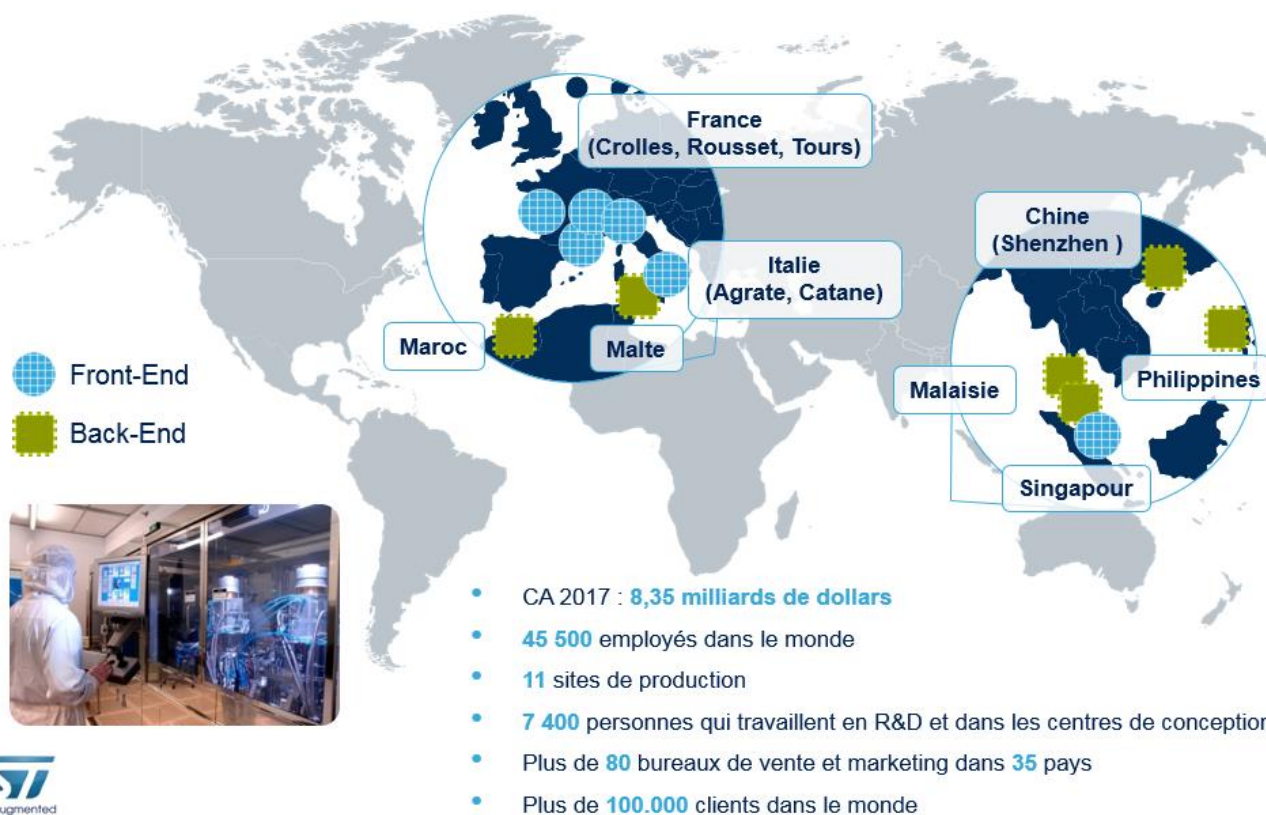 France
(Crolles, Rousset, Tours)
Chine
(Shenzhen )
Italie
(Agrate, Catane)
Maroc
Malte
Malaisie
Philippines
Singapour
Front-End
Back-End
• CA 2017 : 8,35 milliards de dollars
• 45 500 employés dans le monde
• 11 sites de production
• 7 400 personnes qui travaillent en R&D et dans les centres de conception
• Plus de 80 bureaux de vente et marketing dans 35 pays
• Plus de 100.000 clients dans le monde
ST
ugmented